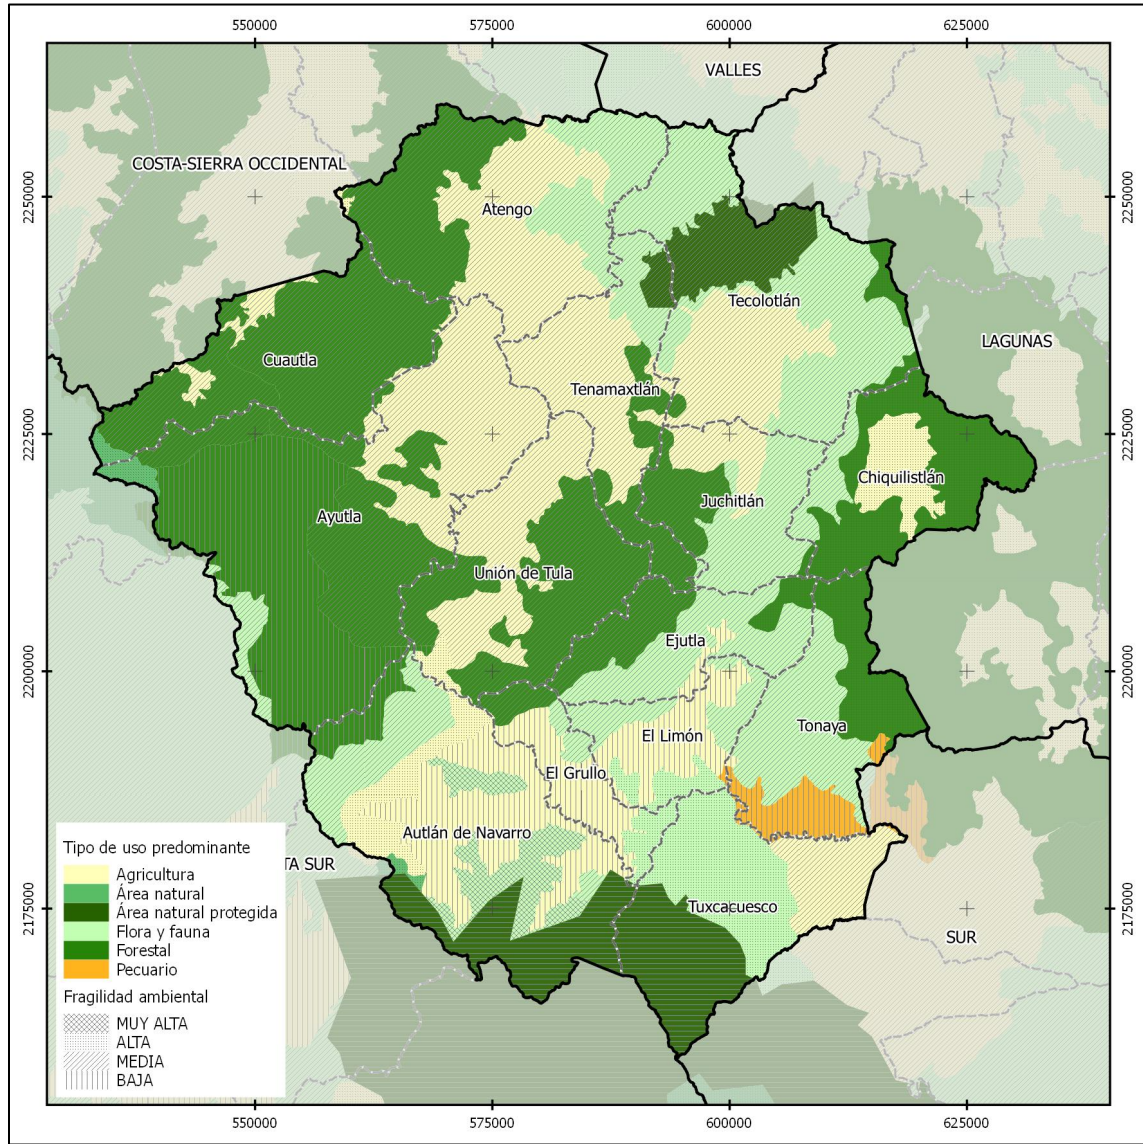 550000
575000
600000
625000
VALLES
COSTA-SIERRA OCCIDENTAL
2250000
2250000
Atengo
Tecolotlán
LAGUNAS
Cuautla
Tenamaxtlán
2225000
2225000
Chiquilistlán
Juchitlán
Ayutla
Unión de Tula
Ejutla
2200000
2200000
Tonaya
El Limón
El Grullo
Autlán de Navarro
TA SUR
Tuxcacuesco
2175000
SUR
Tipo de uso predominante
Agricultura
Área natural
Área natural protegida
Flora y fauna
Forestal
Pecuario
Fragilidad ambiental
MUY ALTA
ALTA
MEDIA
BAJA
2175000
550000
575000
600000
625000